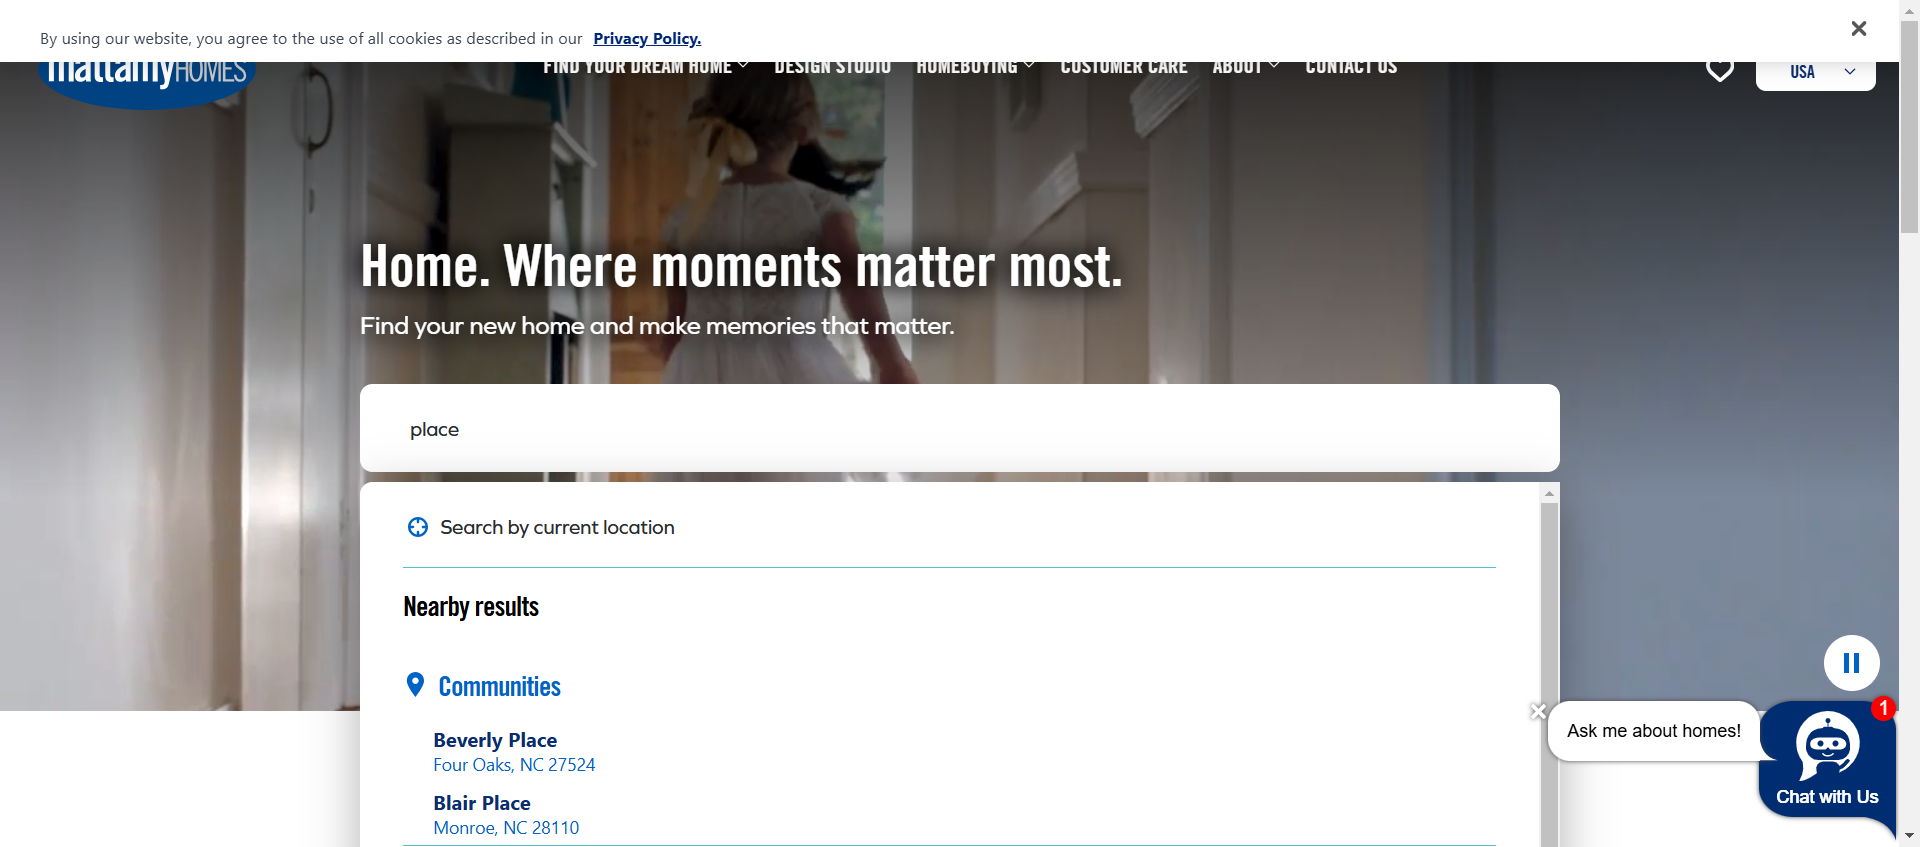 By using our website, you agree to the use of all cookies as described in our Privacy Policy.
mattamyHOMES
FIND YOUR DREAM HOME
DESIGN STUDIO
HOMEBUYING
CUSTOMER CARE
ABOUT
CONTACT US
USA
Home. Where moments matter most.
Find your new home and make memories that matter.
place
Search by current location
Nearby results
Communities
Beverly Place
Four Oaks, NC 27524
Blair Place
Monroe, NC 28110
Ask me about homes!
1
Chat with Us